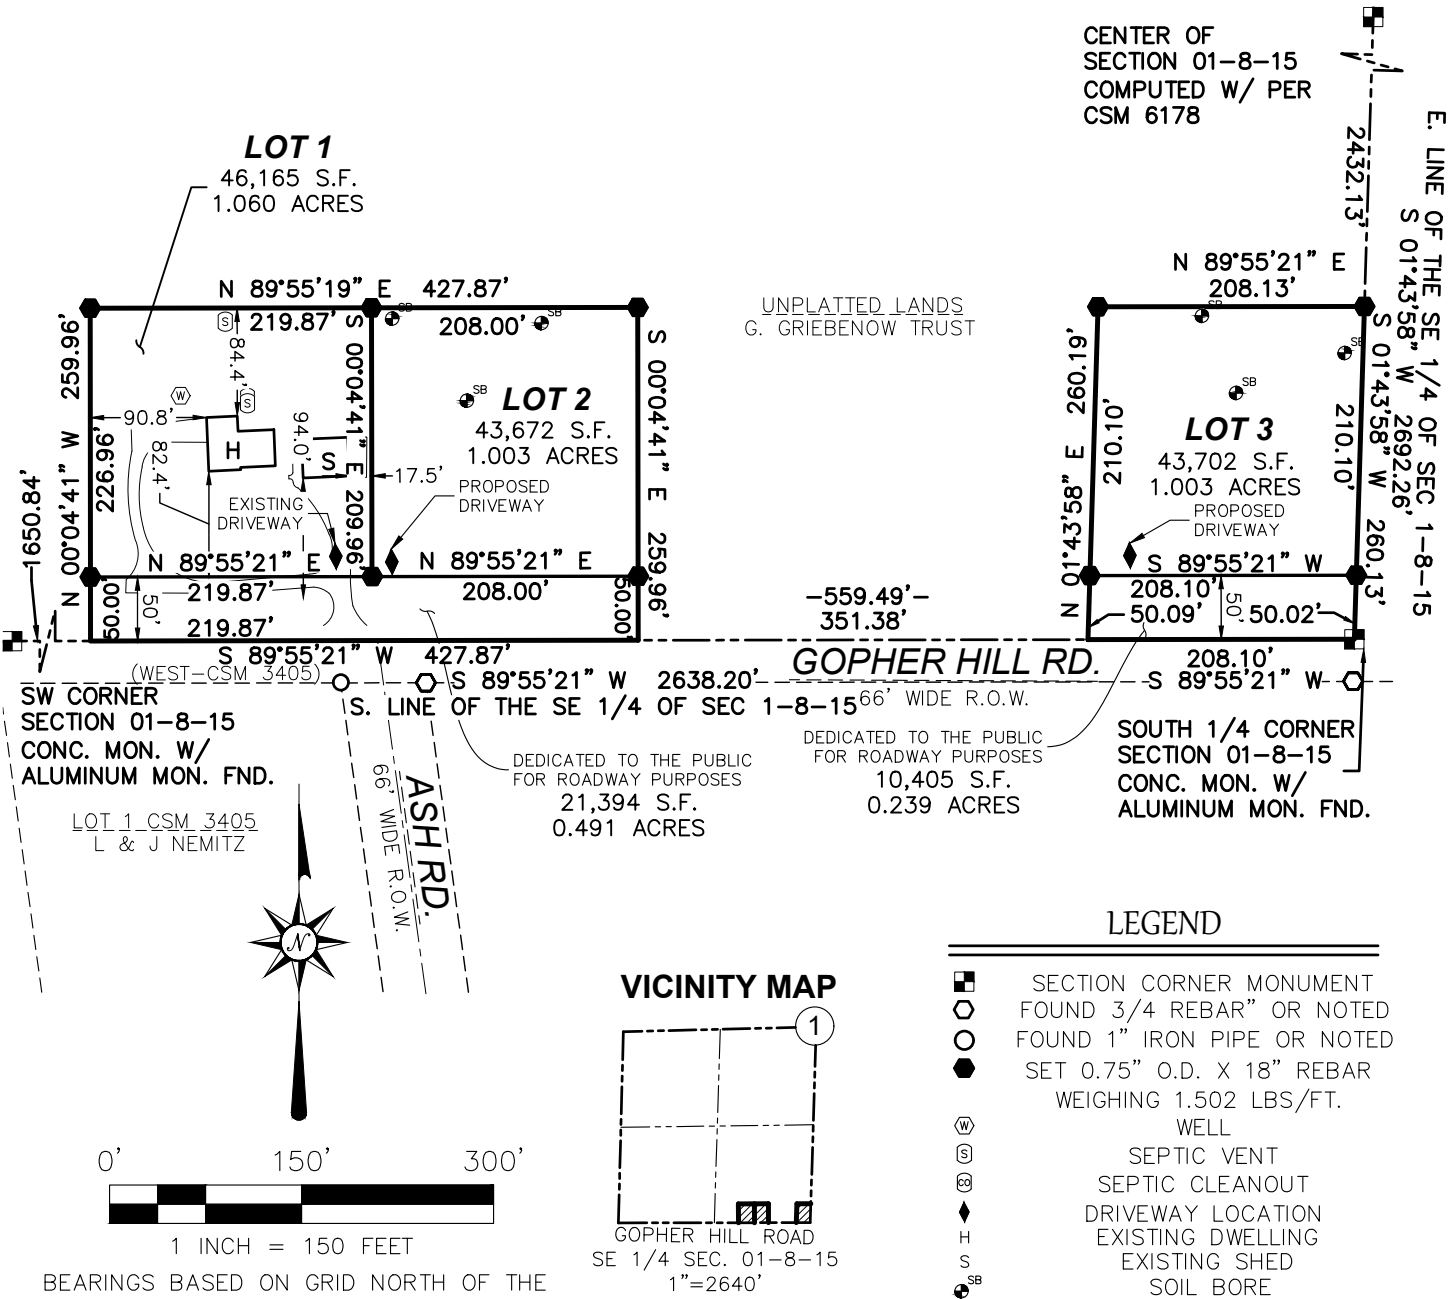 CENTER OF
SECTION 01-8-15
COMPUTED W/ PER
CSM 6178
2432.13'
E. LINE OF THE SE 1/4 OF SEC 1-8-15
S 01°43'58" W 2692.26'
LOT 1
46,165 S.F.
1.060 ACRES
N 89°55'19" E 427.87'
219.87'
208.00'
259.96'
N 00°04'41" W
226.96'
S 00°04'41" E 209.96'
S 00°04'41" E 259.96'
S
84.4'
S
W
90.8'
82.4'
H
94.0'
S
17.5'
EXISTING
DRIVEWAY
SB
SB
SB
LOT 2
43,672 S.F.
1.003 ACRES
PROPOSED
DRIVEWAY
N 89°55'21" E
219.87'
N 89°55'21" E
208.00'
50.00'
50'
50.00'
219.87'
S 89°55'21" W 427.87'
1650.84'
UNPLATTED LANDS
G. GRIEBENOW TRUST
N 89°55'21" E
208.13'
N 01°43'58" E 260.19'
210.10'
S 01°43'58" W 260.13'
210.10'
SB
SB
SB
LOT 3
43,702 S.F.
1.003 ACRES
PROPOSED
DRIVEWAY
S 89°55'21" W
208.10'
50.09'
50'
50.02'
208.10'
S 89°55'21" W
-559.49'-
351.38'
GOPHER HILL RD.
66' WIDE R.O.W.
(WEST-CSM 3405)
S 89°55'21" W 2638.20'
S. LINE OF THE SE 1/4 OF SEC 1-8-15
SW CORNER
SECTION 01-8-15
CONC. MON. W/
ALUMINUM MON. FND.
LOT 1 CSM 3405
L & J NEMITZ
66' WIDE R.O.W.
ASH RD.
DEDICATED TO THE PUBLIC
FOR ROADWAY PURPOSES
21,394 S.F.
0.491 ACRES
DEDICATED TO THE PUBLIC
FOR ROADWAY PURPOSES
10,405 S.F.
0.239 ACRES
SOUTH 1/4 CORNER
SECTION 01-8-15
CONC. MON. W/
ALUMINUM MON. FND.
N
0'
150'
300'
1 INCH = 150 FEET
BEARINGS BASED ON GRID NORTH OF THE
VICINITY MAP
1
GOPHER HILL ROAD
SE 1/4 SEC. 01-8-15
1"=2640'
LEGEND
SECTION CORNER MONUMENT
FOUND 3/4 REBAR" OR NOTED
FOUND 1" IRON PIPE OR NOTED
SET 0.75" O.D. X 18" REBAR
WEIGHING 1.502 LBS/FT.
W WELL
S SEPTIC VENT
CO SEPTIC CLEANOUT
DRIVEWAY LOCATION
H EXISTING DWELLING
S EXISTING SHED
SB SOIL BORE